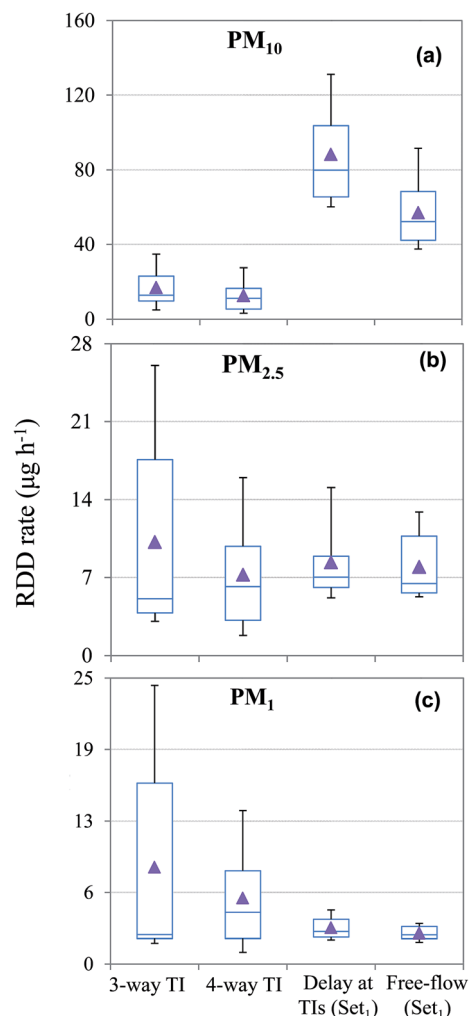 PM10
(a)
160
120
80
40
0
RDD rate (µg h-1)
PM2.5
(b)
28
21
14
7
0
PM1
(c)
25
19
13
6
0
3-way TI 4-way TI Delay at Free-flow
TIs (Set1) (Set1)